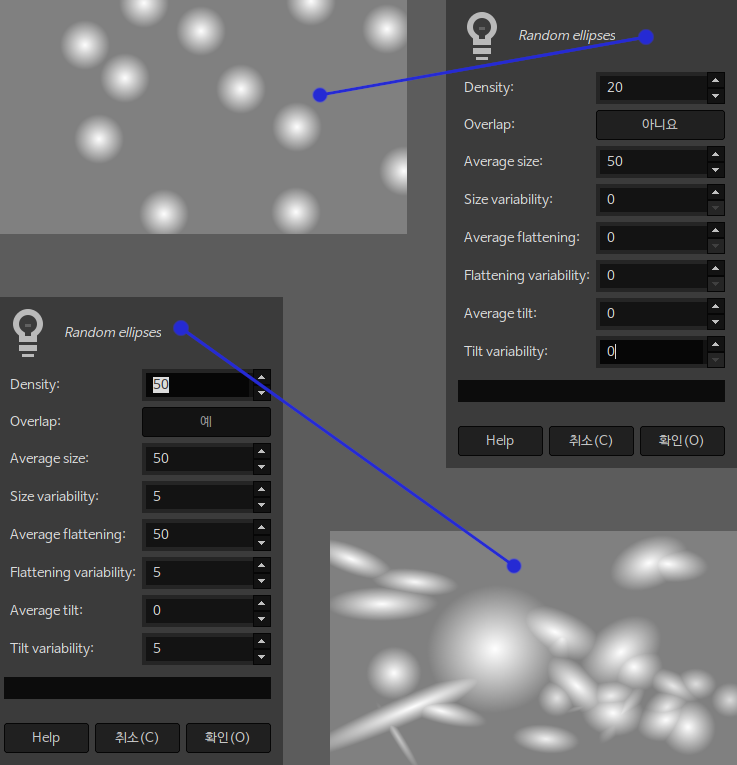 Random ellipses
Density: 20
Overlap: 아니요
Average size: 50
Size variability: 0
Average flattening: 0
Flattening variability: 0
Average tilt: 0
Tilt variability: 0
Help 취소(C) 확인(O)
Random ellipses
Density: 50
Overlap: 예
Average size: 50
Size variability: 5
Average flattening: 50
Flattening variability: 5
Average tilt: 0
Tilt variability: 5
Help 취소(C) 확인(O)